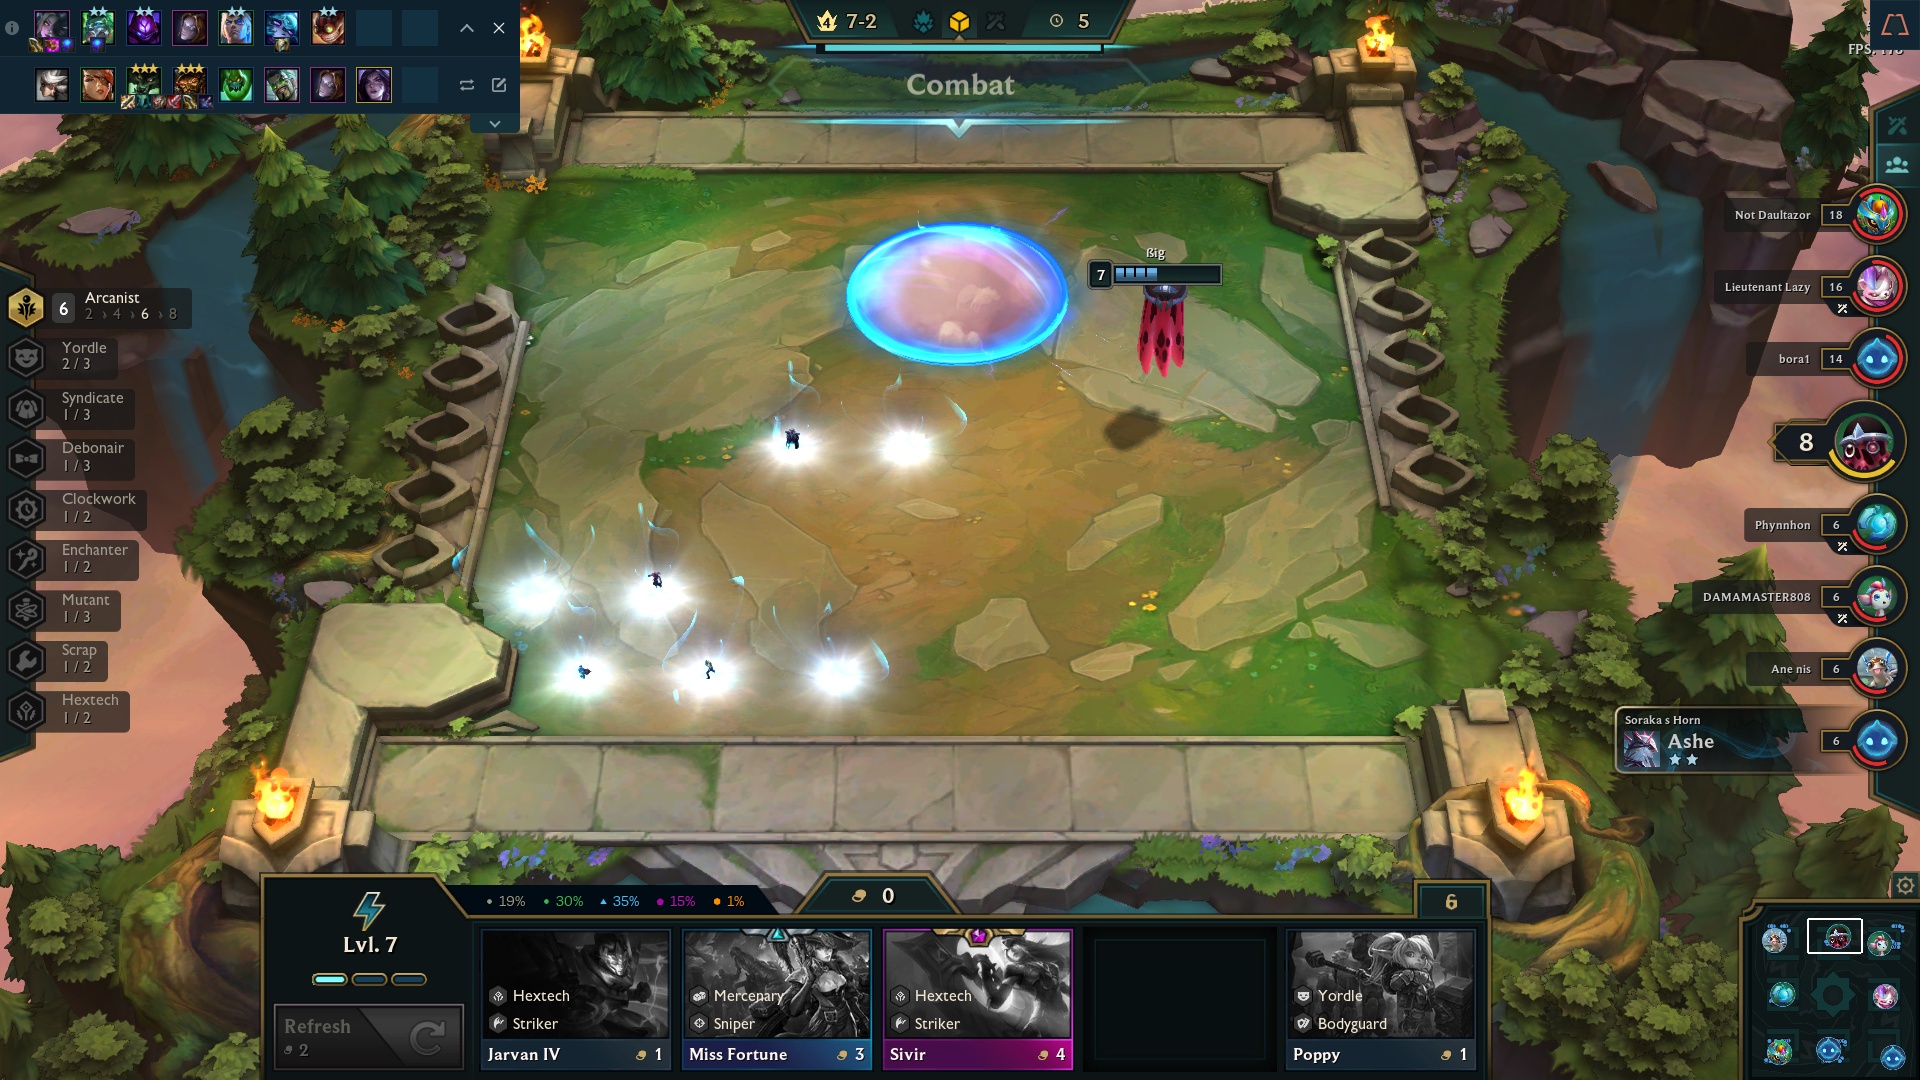 4
7-2
5
Combat
ßig
7
Not Daultazor
18
Lieutenant Lazy
16
bora1
14
8
Phynnhon
6
DAMAMASTER808
6
Ane nis
6
Soraka s Horn
Ashe
6
6
Arcanist
2 › 4 › 6 › 8
Yordle
2 / 3
Syndicate
1 / 3
Debonair
1 / 3
Clockwork
1 / 2
Enchanter
1 / 2
Mutant
1 / 3
Scrap
1 / 2
Hextech
1 / 2
19%
30%
35%
15%
1%
0
6
Lvl. 7
Refresh
2
Hextech
Striker
Jarvan IV
1
Mercenary
Sniper
Miss Fortune
3
Hextech
Striker
Sivir
4
Yordle
Bodyguard
Poppy
1